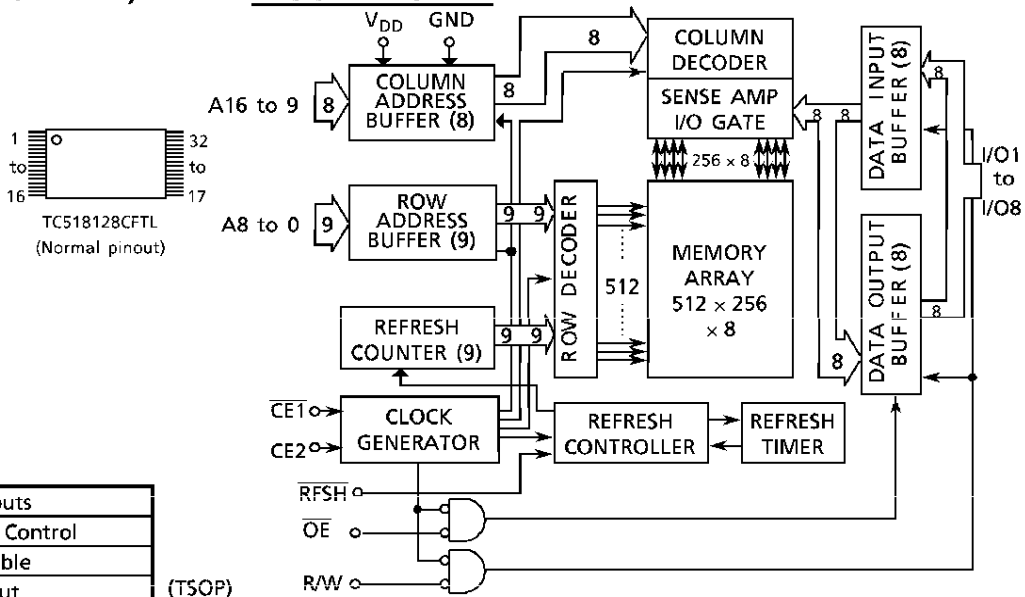 VDD GND
A16 to 9
8
COLUMN
ADDRESS
BUFFER (8)
8
8
COLUMN
DECODER
SENSE AMP
I/O GATE
256 × 8
8
8
DATA INPUT
BUFFER (8)
8
I/O1
to
I/O8
1
to
16
32
to
17
TC518128CFTL
(Normal pinout)
A8 to 0
9
ROW
ADDRESS
BUFFER (9)
9
9
ROW DECODER
512
MEMORY
ARRAY
512 × 256
× 8
8
DATA OUTPUT
BUFFER (8)
8
REFRESH
COUNTER (9)
9
9
CE1
CE2
CLOCK
GENERATOR
REFRESH
CONTROLLER
REFRESH
TIMER
RFSH
OE
R/W
Control
(TSOP)